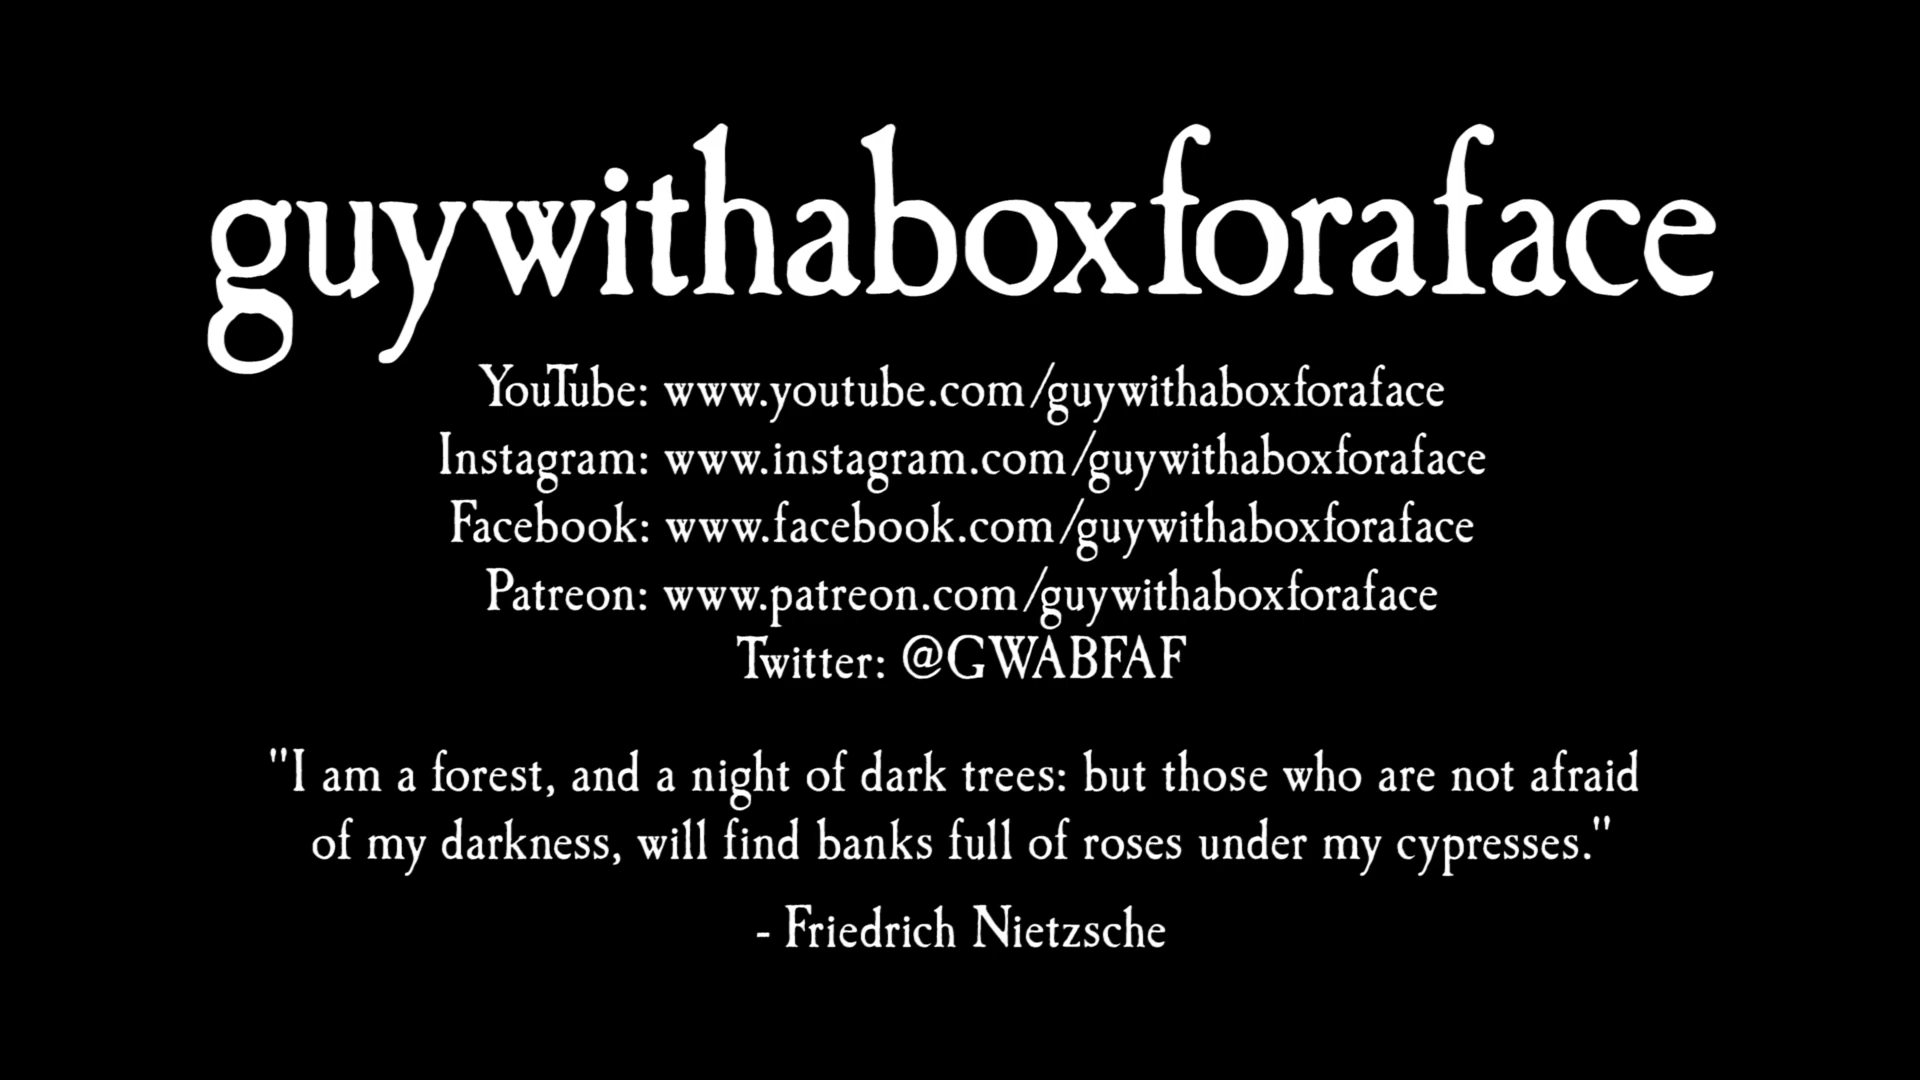 guywithaboxforaface
YouTube: www.youtube.com/guywithaboxforaface
Instagram: www.instagram.com/guywithaboxforaface
Facebook: www.facebook.com/guywithaboxforaface
Patreon: www.patreon.com/guywithaboxforaface
Twitter: @GWABFAF
"I am a forest, and a night of dark trees: but those who are not afraid
of my darkness, will find banks full of roses under my cypresses."
- Friedrich Nietzsche